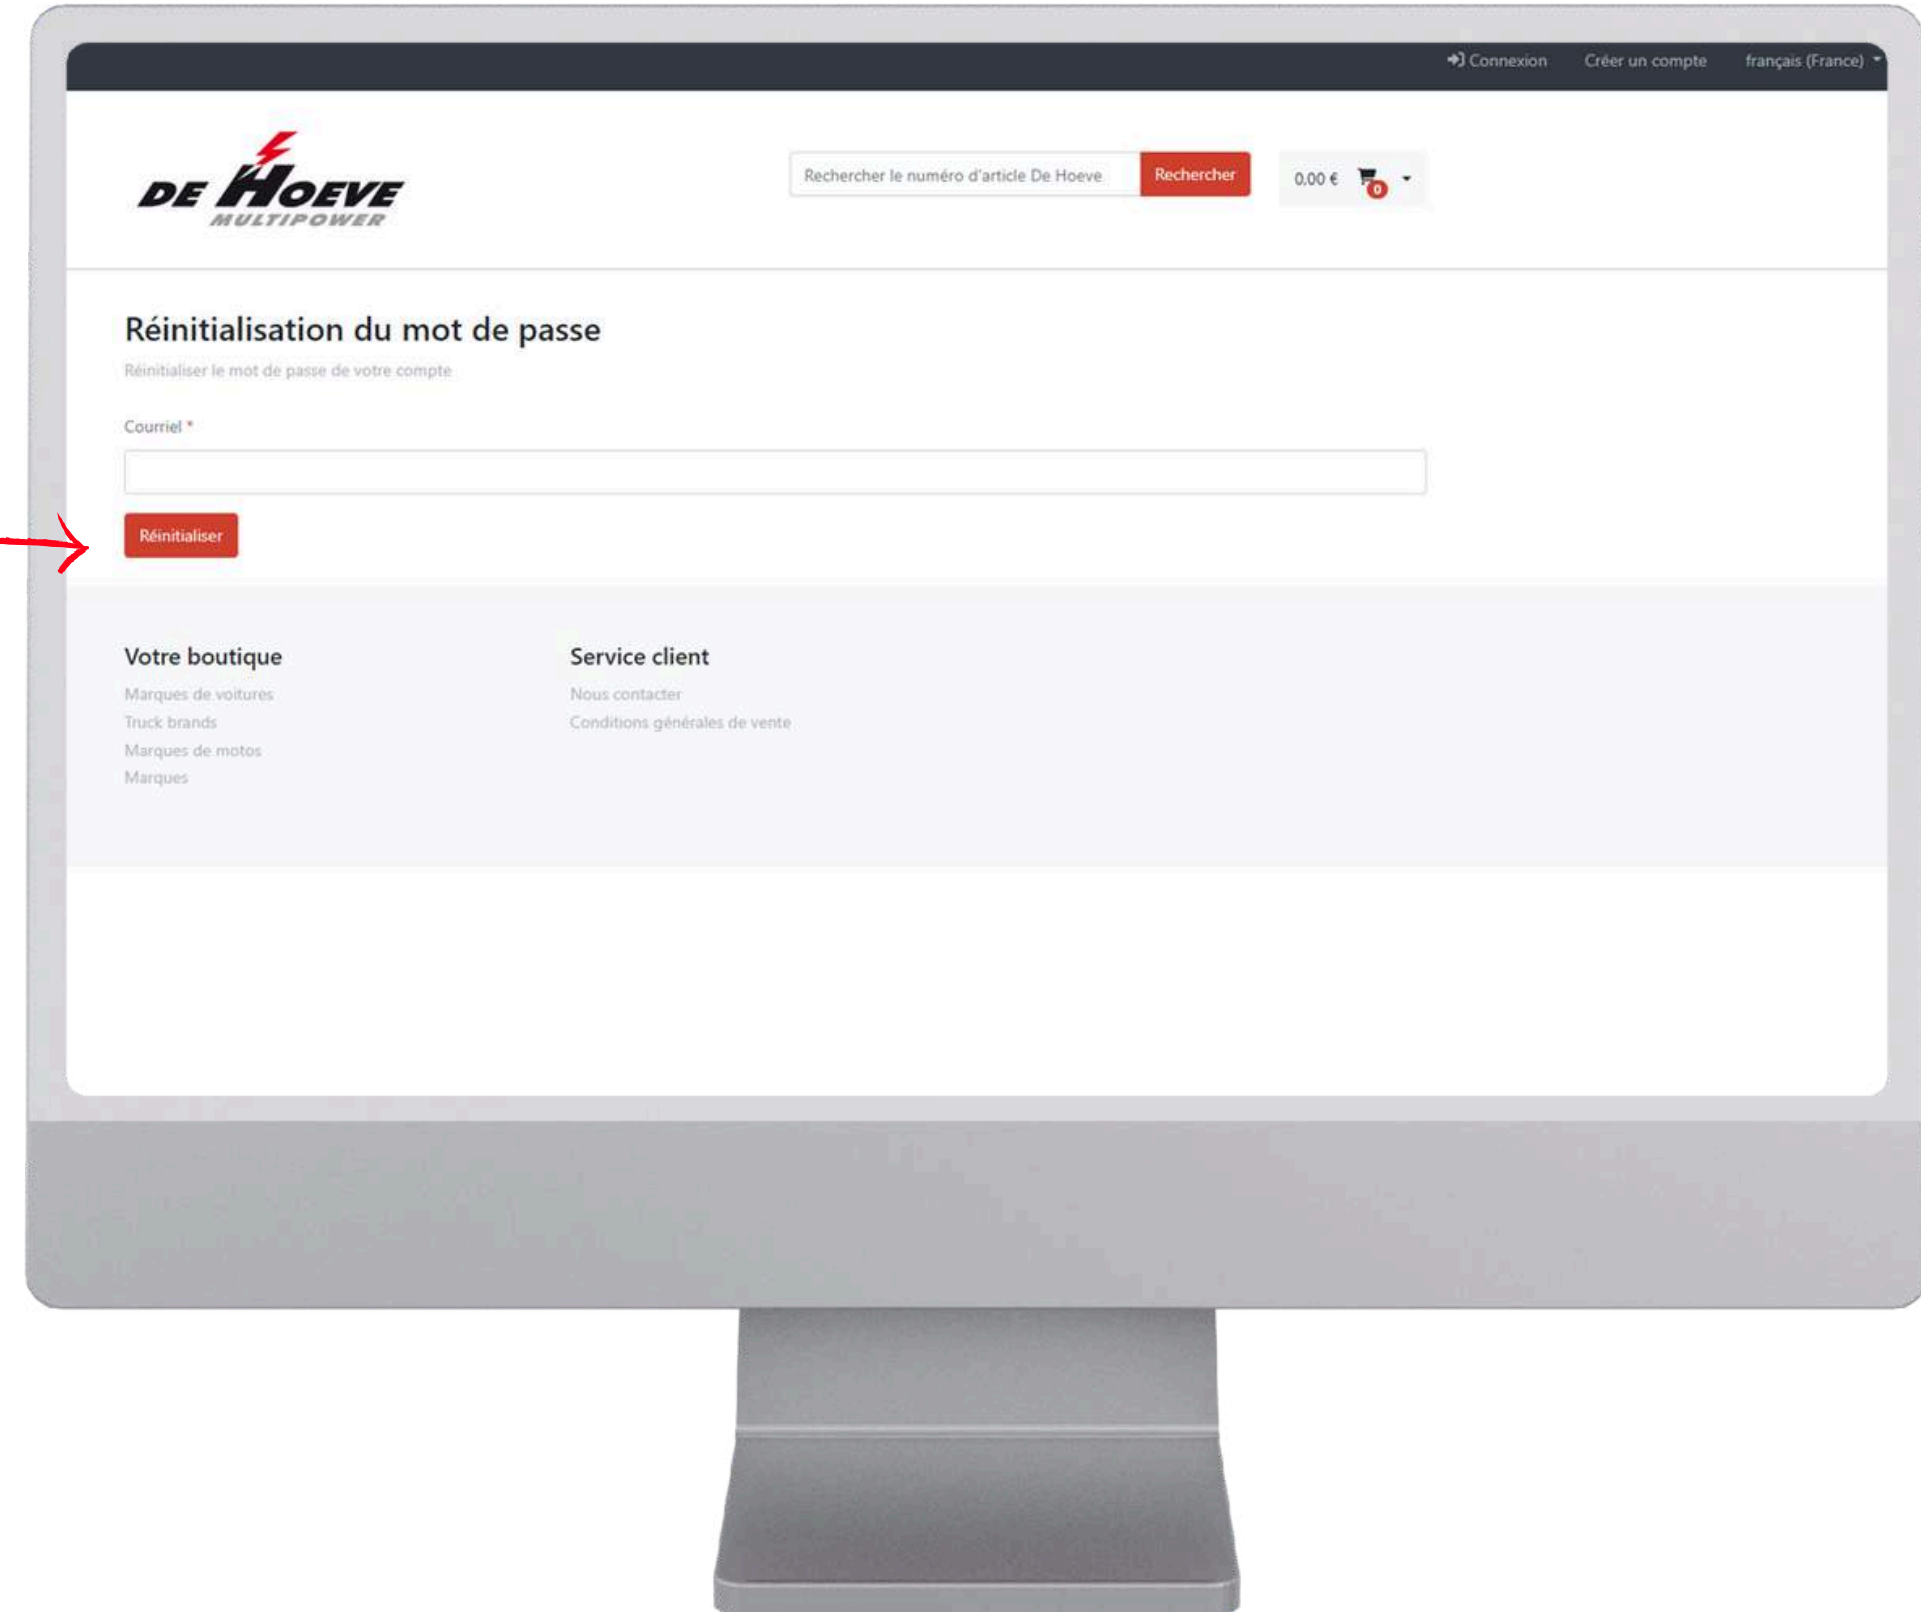 Connexion Créer un compte français (France)
DE HOEVE
MULTIPOWER
Rechercher le numéro d'article De Hoeve Rechercher 0,00 € 0
Réinitialisation du mot de passe
Réinitialiser le mot de passe de votre compte
Courriel *
Réinitialiser
Votre boutique
Marques de voitures
Truck brands
Marques de motos
Marques
Service client
Nous contacter
Conditions générales de vente